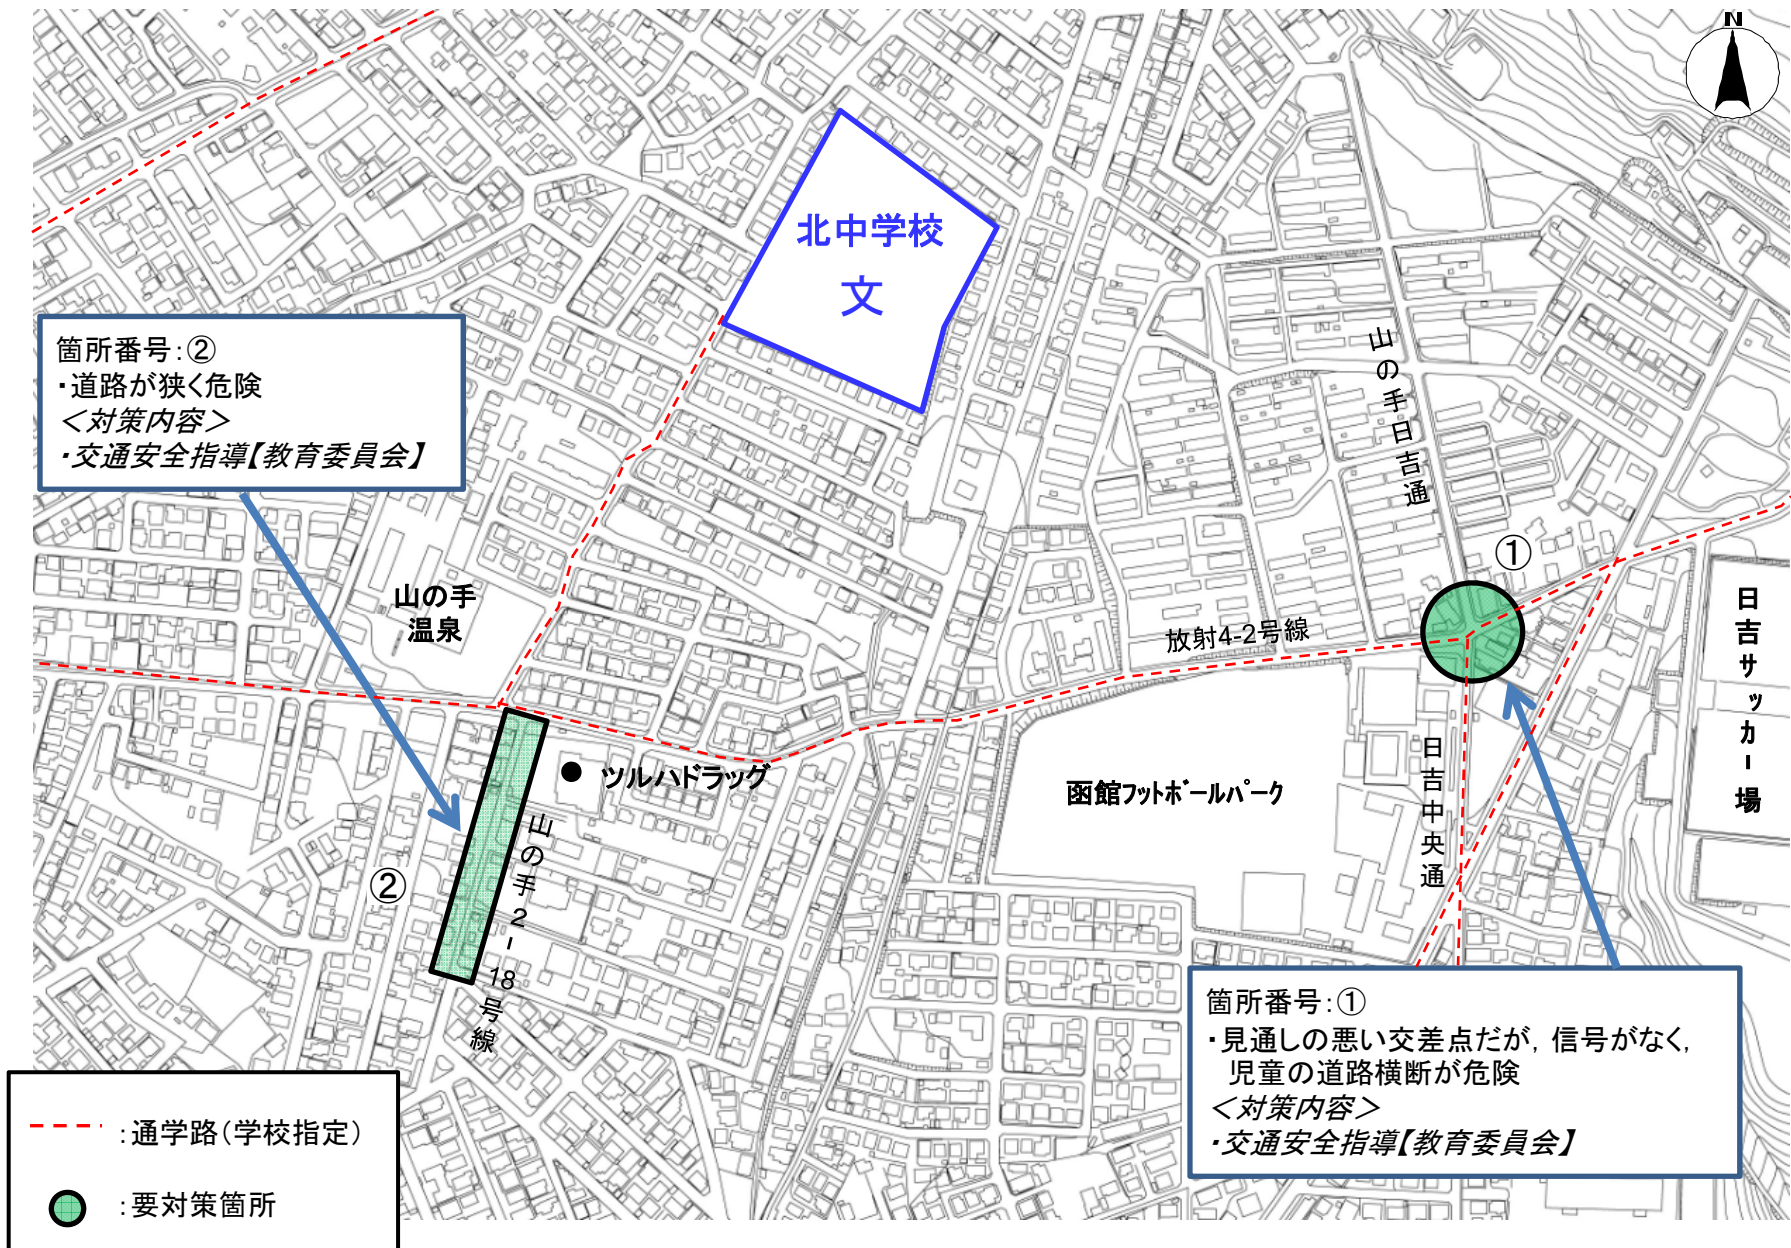 N
北中学校
文
箇所番号:②
・道路が狭く危険
＜対策内容＞
・交通安全指導【教育委員会】
山の手日吉通
①
山の手
温泉
放射4-2号線
日吉サッカー場
ツルハドラッグ
函館フットボールパーク
日吉中央通
山の手2-18号線
②
箇所番号:①
・見通しの悪い交差点だが，信号がなく，
児童の道路横断が危険
＜対策内容＞
・交通安全指導【教育委員会】
:通学路（学校指定）
:要対策箇所